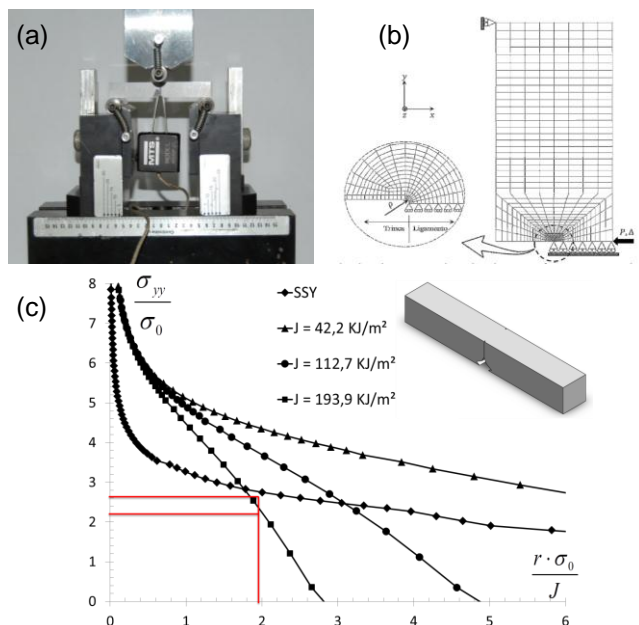 (a)
MTS
(b)
y
x
z
ρ
Trinca
Ligamento
P, Δ
(c)
σyy
σ0
SSY
J = 42,2 KJ/m²
J = 112,7 KJ/m²
J = 193,9 KJ/m²
8
7
6
5
4
3
2
1
0
0 1 2 3 4 5 6
r · σ0
J